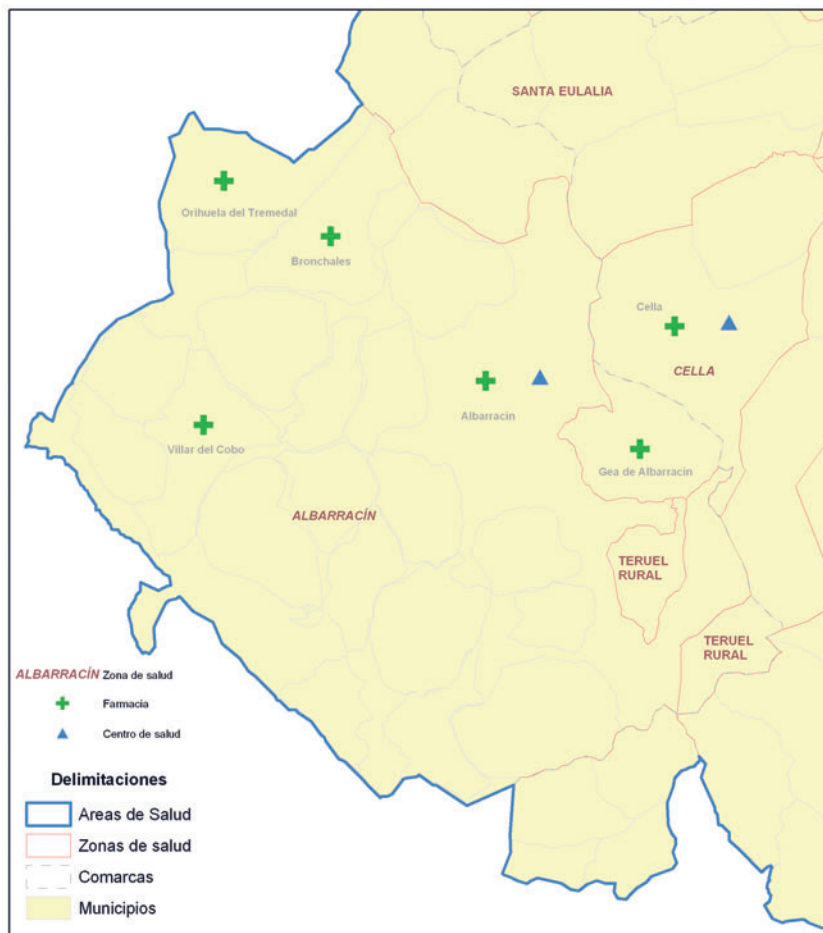 SANTA EULALIA
Orihuela del Tremedal
Bronchales
Cella
CELLA
Albarracín
Villar del Cobo
Gea de Albarracín
ALBARRACÍN
TERUEL
RURAL
TERUEL
RURAL
ALBARRACÍN Zona de salud
Farmacia
Centro de salud
Delimitaciones
Areas de Salud
Zonas de salud
Comarcas
Municipios